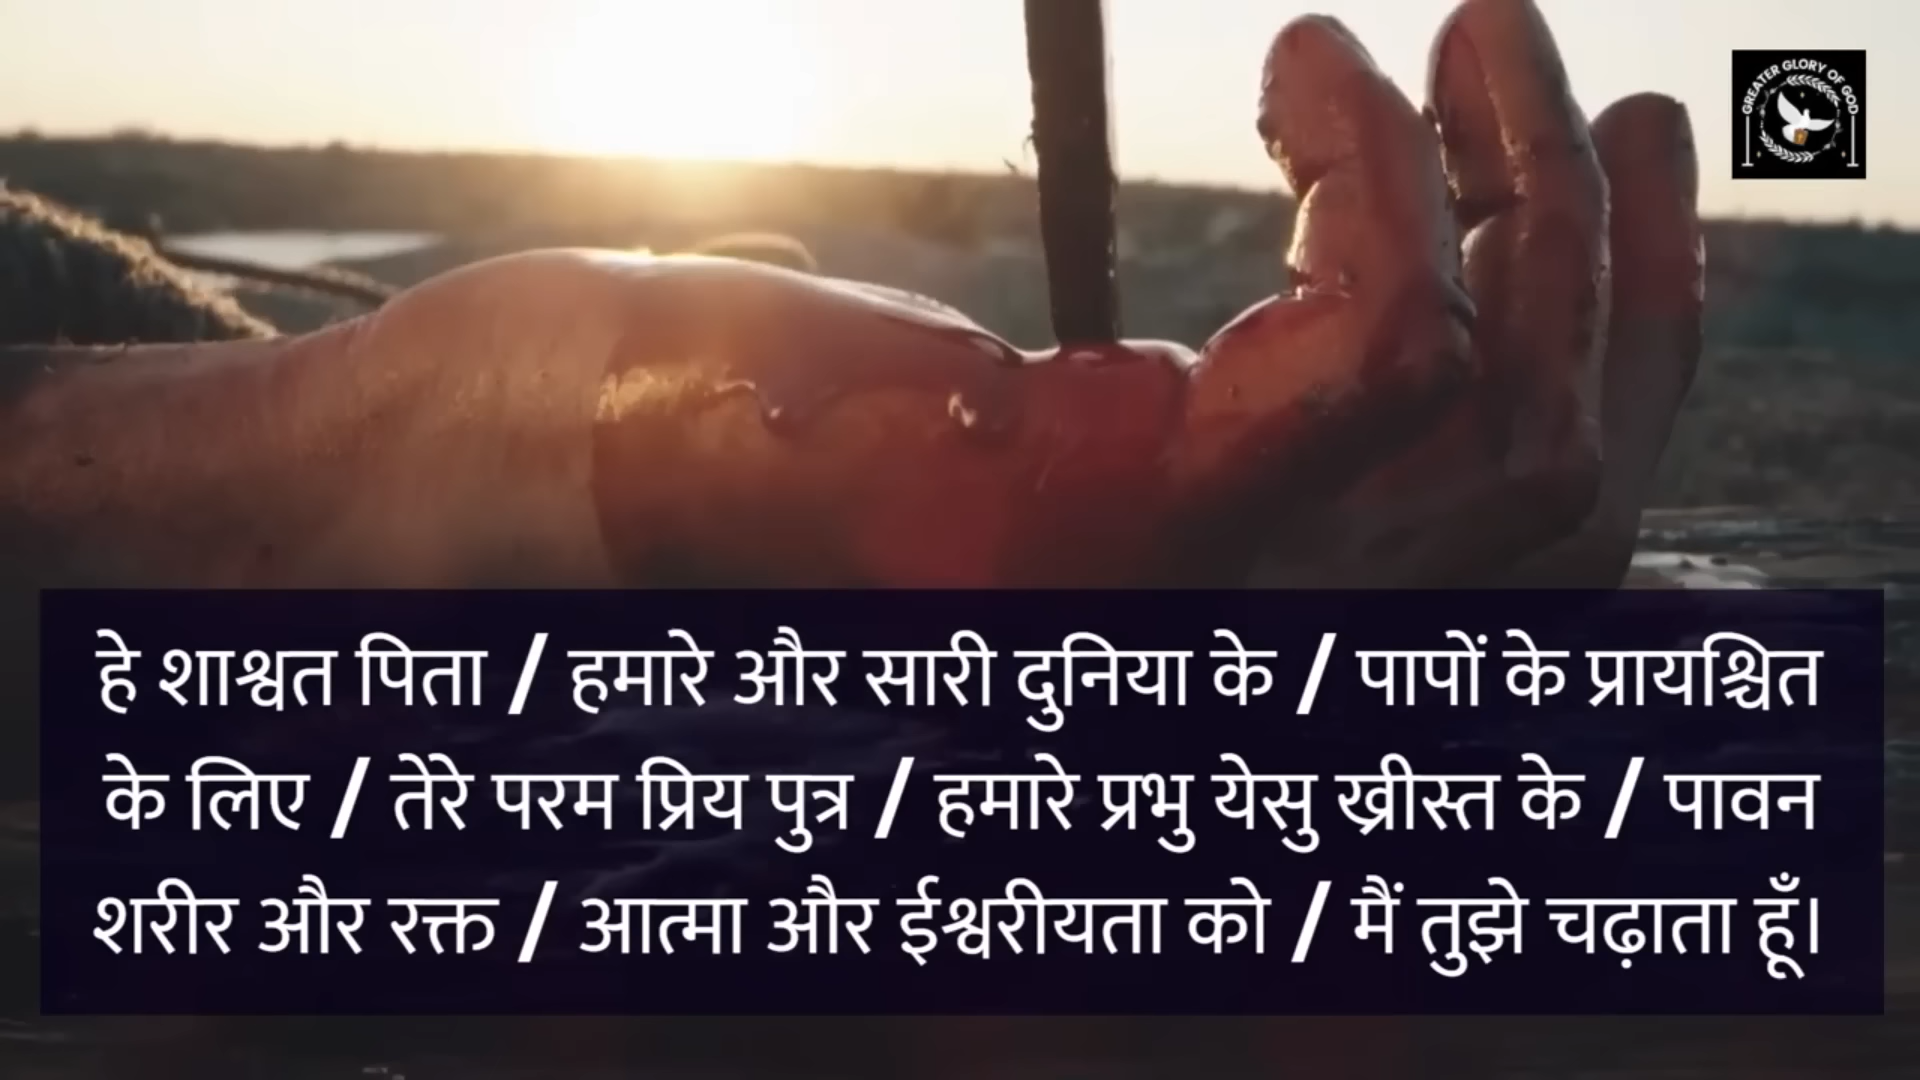 GREATER GLORY OF GOD
हे शाश्वत पिता / हमारे और सारी दुनिया के / पापों के प्रायश्चित
के लिए / तेरे परम प्रिय पुत्र / हमारे प्रभु येसु ख्रीस्त के / पावन
शरीर और रक्त / आत्मा और ईश्वरीयता को / मैं तुझे चढ़ाता हूँ।